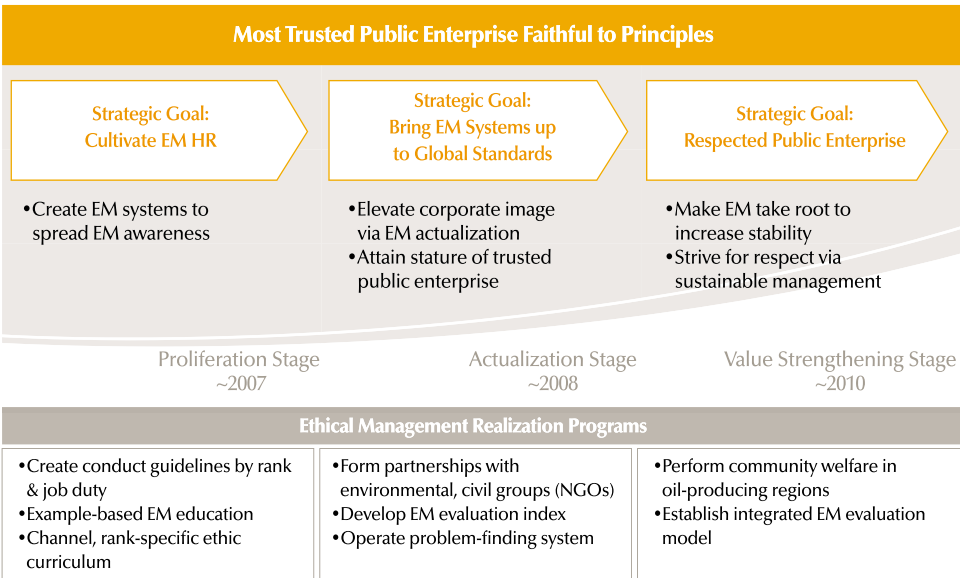 Most Trusted Public Enterprise Faithful to Principles
Strategic Goal:
Cultivate EM HR
•Create EM systems to
spread EM awareness
Strategic Goal:
Bring EM Systems up
to Global Standards
•Elevate corporate image
via EM actualization
•Attain stature of trusted
public enterprise
Strategic Goal:
Respected Public Enterprise
•Make EM take root to
increase stability
•Strive for respect via
sustainable management
Proliferation Stage
~2007
Actualization Stage
~2008
Value Strengthening Stage
~2010
Ethical Management Realization Programs
•Create conduct guidelines by rank
& job duty
•Example-based EM education
•Channel, rank-specific ethic
curriculum
•Form partnerships with
environmental, civil groups (NGOs)
•Develop EM evaluation index
•Operate problem-finding system
•Perform community welfare in
oil-producing regions
•Establish integrated EM evaluation
model